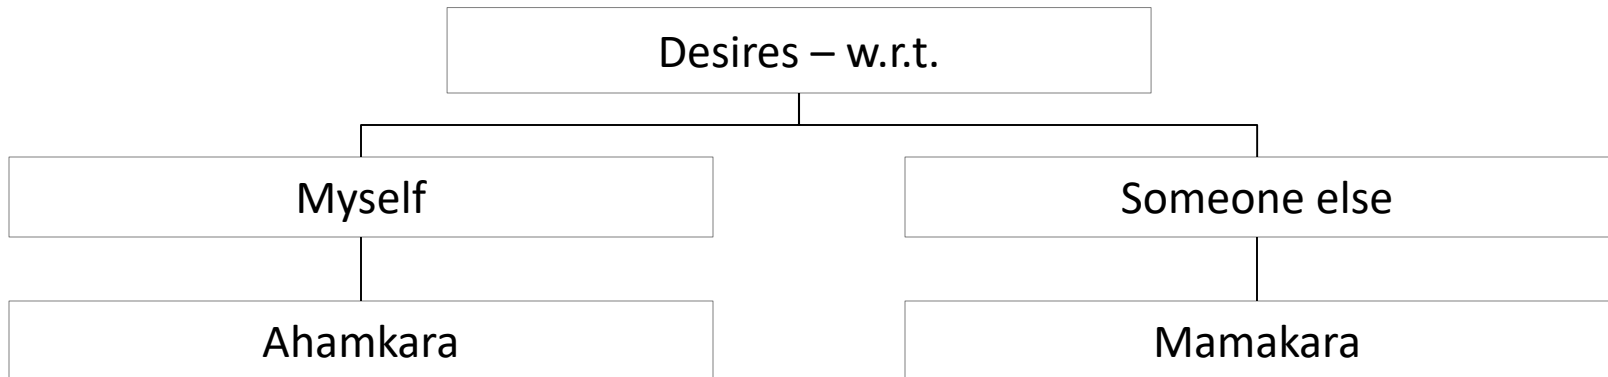 Desires – w.r.t.
Myself
Someone else
Ahamkara
Mamakara